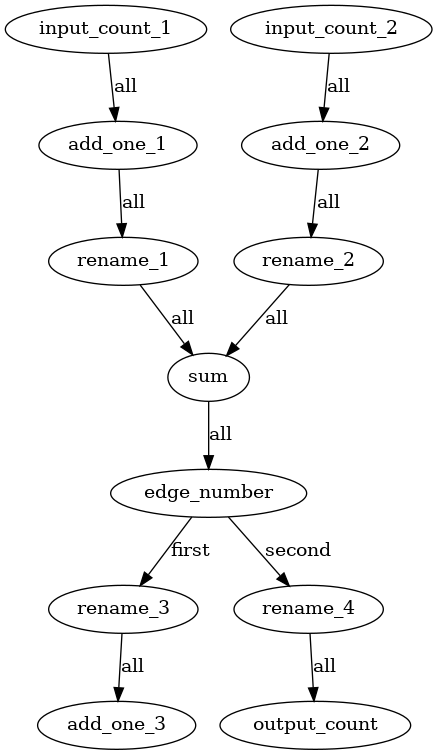 input_count_1 input_count_2
all all
add_one_1 add_one_2
all all
rename_1 rename_2
all all
sum
all
edge_number
first second
rename_3 rename_4
all all
add_one_3 output_count